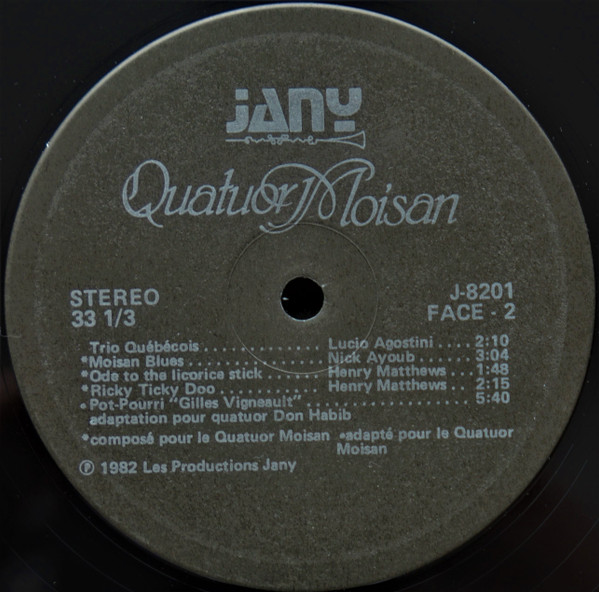 JANY
Quatuor Moisan
STEREO
33 1/3
J-8201
FACE - 2
Trio Québécois . . . . . . . . . . . . . . . . Lucio Agostini . . . . 2:10
*Moisan Blues . . . . . . . . . . . . . . . . . Nick Ayoub . . . . . . 3:04
*Ode to the licorice stick . . . . . . . . Henry Matthews . . . 1:48
*Ricky Ticky Doo . . . . . . . . . . . . . Henry Matthews . . . 2:15
•Pot-Pourri "Gilles Vigneault" . . . . . . . . . . . . . . . . . . 5:40
adaptation pour quatuor Don Habib
*composé pour le Quatuor Moisan •adapté pour le Quatuor
Moisan
℗ 1982 Les Productions Jany